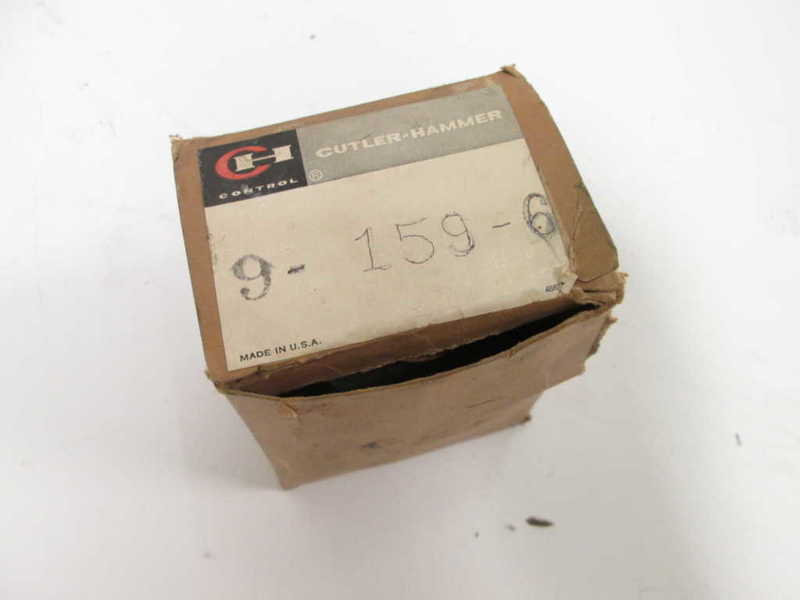 CH
CONTROL ®
CUTLER-HAMMER
9- 159-6
MADE IN U.S.A.